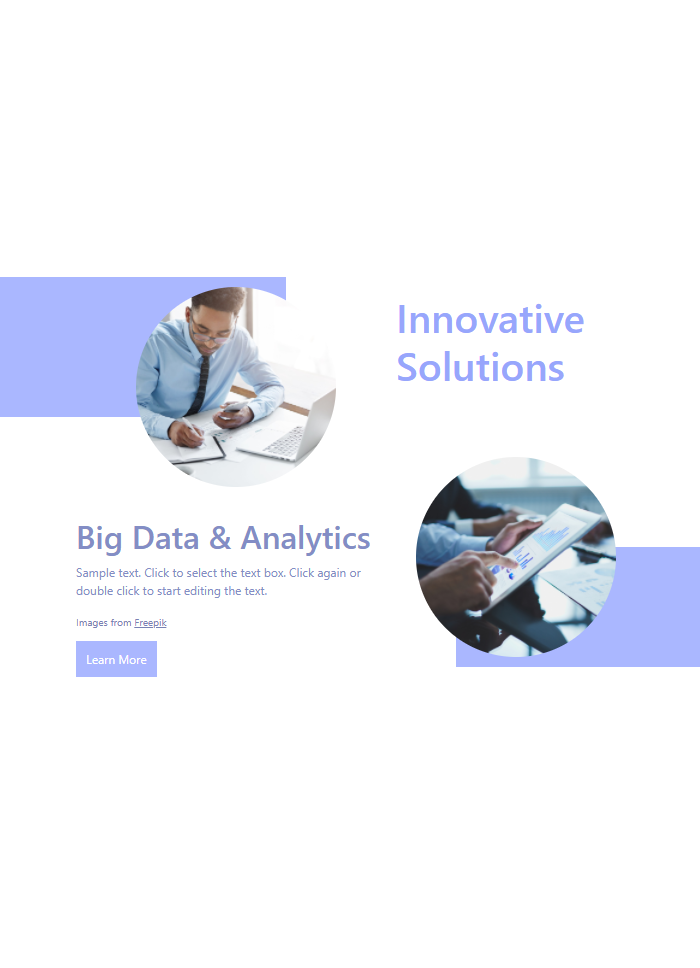 Innovative
Solutions
Big Data & Analytics
Sample text. Click to select the text box. Click again or
double click to start editing the text.
Images from Freepik
Learn More